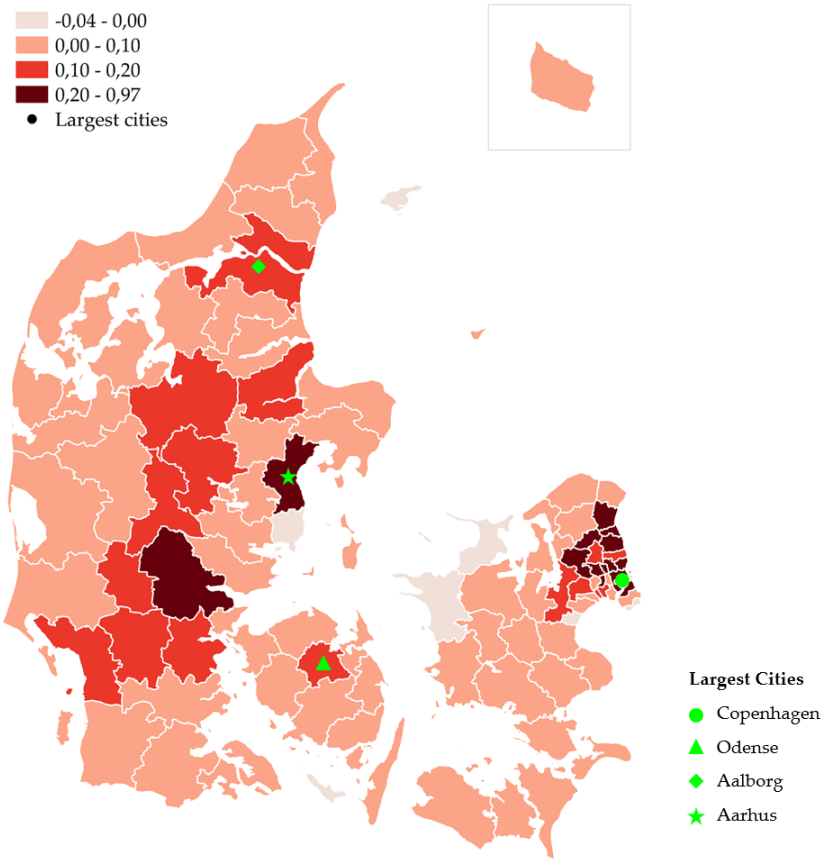 -0,04 - 0,00
0,00 - 0,10
0,10 - 0,20
0,20 - 0,97
Largest cities
Largest Cities
Copenhagen
Odense
Aalborg
Aarhus